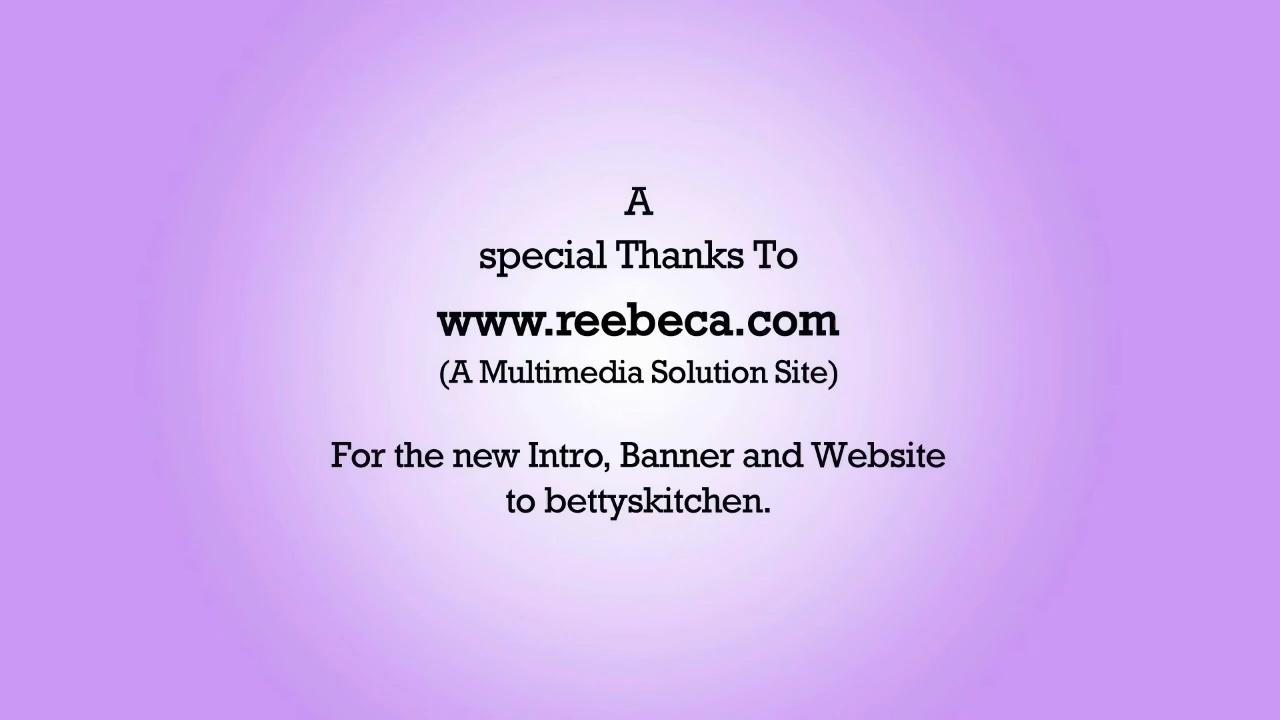 A
special Thanks To
www.reebeca.com
(A Multimedia Solution Site)
For the new Intro, Banner and Website
to bettyskitchen.